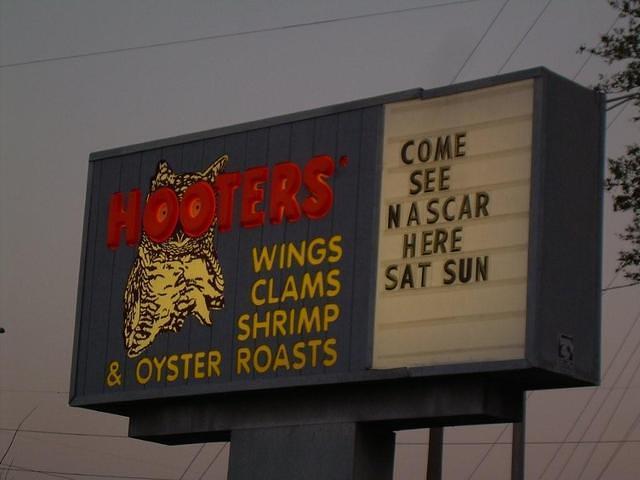 HOOTERS
WINGS
CLAMS
SHRIMP
& OYSTER ROASTS
COME
SEE
NASCAR
HERE
SAT SUN